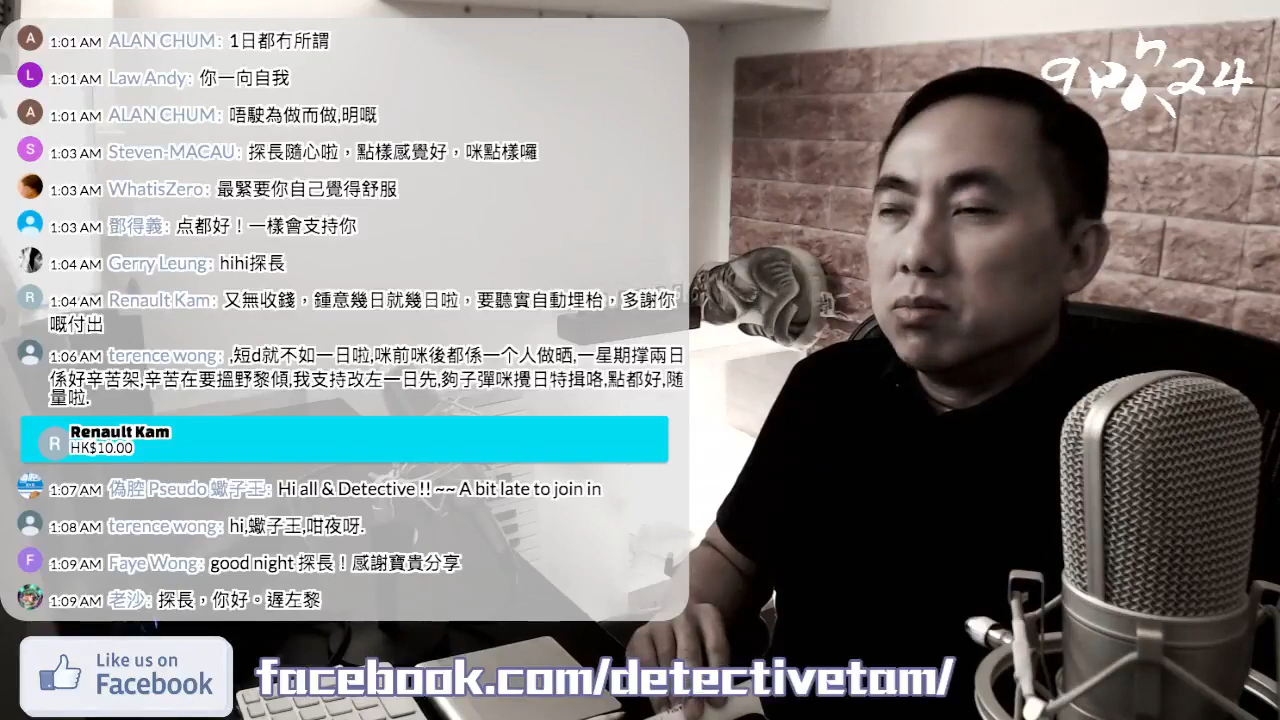 A 1:01 AM ALAN CHUM: 1日都冇所謂
L 1:01 AM Law Andy: 你一向自我
A 1:01 AM ALAN CHUM: 唔駛為做而做,明嘅
S 1:03 AM Steven-MACAU: 探長隨心啦,點樣感覺好,咪點樣囉
1:03 AM WhatisZero: 最緊要你自己覺得舒服
1:03 AM 鄧得義: 点都好！一樣會支持你
1:04 AM Gerry Leung: hihi探長
R 1:04 AM Renault Kam: 又無收錢，鍾意幾日就幾日啦，要聽實自動埋枱，多謝你
嘅付出
1:06 AM terence wong: ,短d就不如一日啦,咪前咪後都係一个人做晒,一星期撑兩日
係好辛苦架,辛苦在要搵野黎傾,我支持改左一日先,夠子彈咪攪日特揖咯,點都好,随
量啦.
R Renault Kam
HK$10.00
1:07 AM 偽腔 Pseudo 蠍子王: Hi all & Detective !! ~~ A bit late to join in
1:08 AM terence wong: hi,蠍子王,咁夜呀.
F 1:09 AM Faye Wong: good night 探長！感謝寶貴分享
1:09 AM 老沙: 探長，你好。遲左黎
Like us on
Facebook
facebook.com/detectivetam/